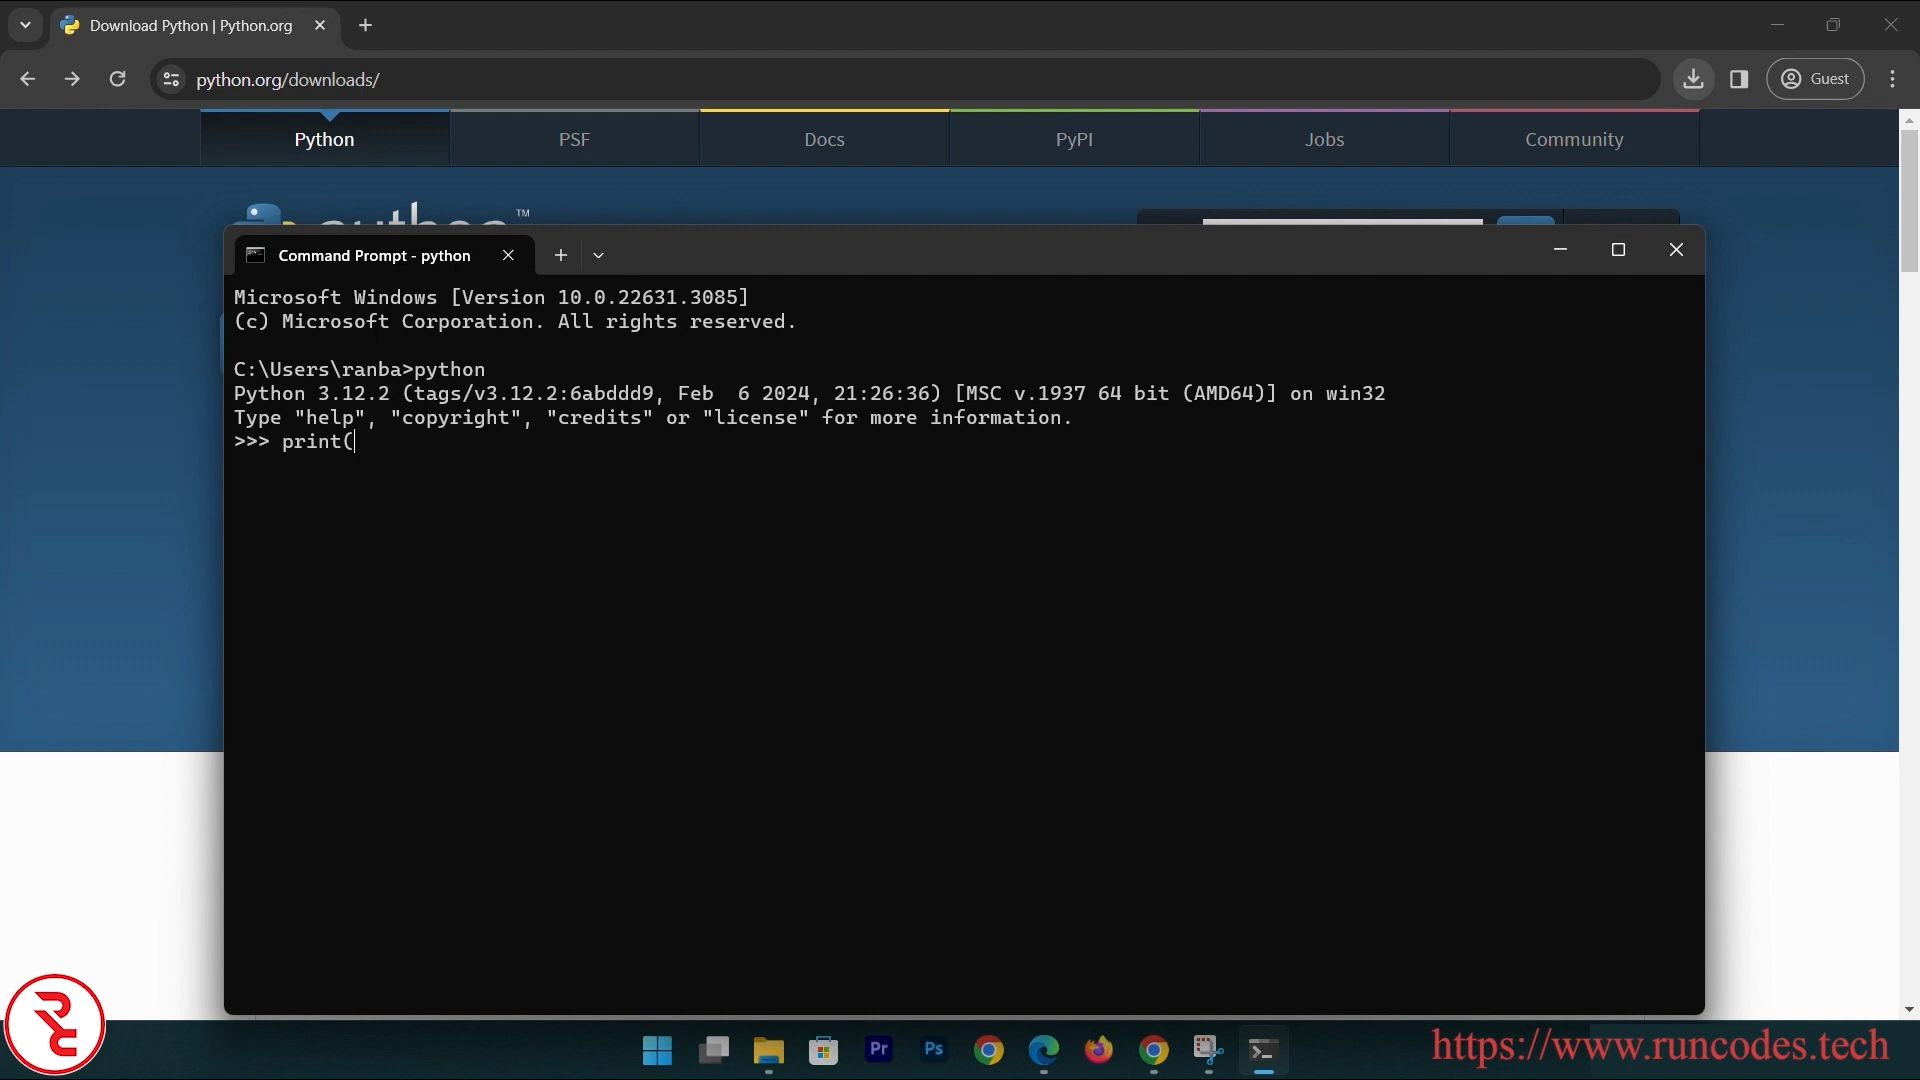 Download Python | Python.org
python.org/downloads/
Guest
Python
PSF
Docs
PyPI
Jobs
Community
TM
Command Prompt - python
Microsoft Windows [Version 10.0.22631.3085]
(c) Microsoft Corporation. All rights reserved.
C:\Users\ranba>python
Python 3.12.2 (tags/v3.12.2:6abddd9, Feb  6 2024, 21:26:36) [MSC v.1937 64 bit (AMD64)] on win32
Type "help", "copyright", "credits" or "license" for more information.
>>> print(
Pr
Ps
https://www.runcodes.tech